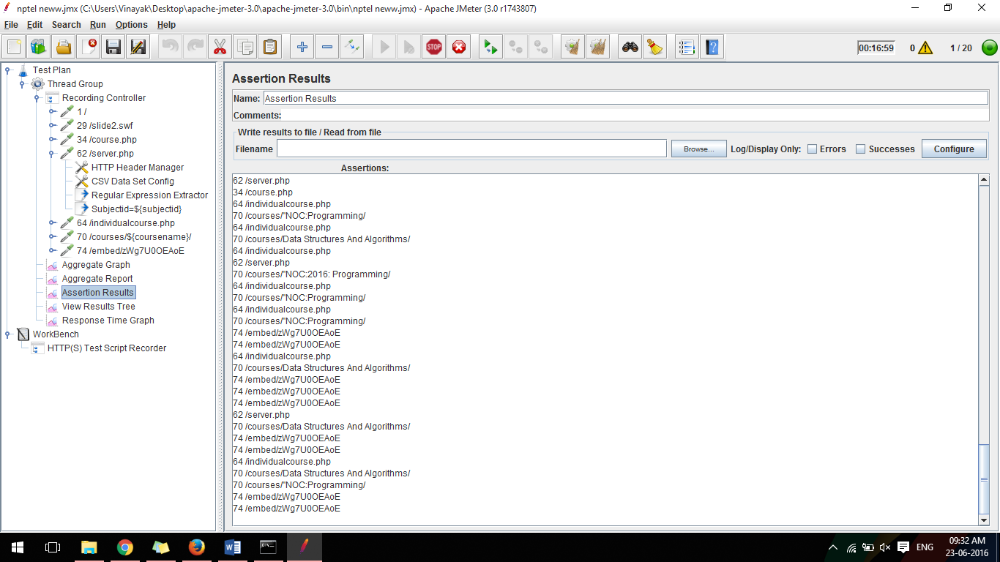 nptel neww.jmx (C:\Users\Vinayak\Desktop\apache-jmeter-3.0\apache-jmeter-3.0\bin\nptel neww.jmx) - Apache JMeter (3.0 r1743807)
File Edit Search Run Options Help
STOP
00:16:59 0 1 / 20
Test Plan
Thread Group
Recording Controller
1 /
29 /slide2.swf
34 /course.php
62 /server.php
HTTP Header Manager
CSV Data Set Config
Regular Expression Extractor
Subjectid=${subjectid}
64 /individualcourse.php
70 /courses/${coursename}/
74 /embed/zWg7U0OEAoE
Aggregate Graph
Aggregate Report
Assertion Results
View Results Tree
Response Time Graph
WorkBench
HTTP(S) Test Script Recorder
Assertion Results
Name: Assertion Results
Comments:
Write results to file / Read from file
Filename Browse... Log/Display Only: Errors Successes Configure
Assertions:
62 /server.php
34 /course.php
64 /individualcourse.php
70 /courses/"NOC:Programming/
64 /individualcourse.php
70 /courses/Data Structures And Algorithms/
64 /individualcourse.php
62 /server.php
70 /courses/"NOC:2016: Programming/
64 /individualcourse.php
70 /courses/"NOC:Programming/
64 /individualcourse.php
70 /courses/"NOC:Programming/
74 /embed/zWg7U0OEAoE
74 /embed/zWg7U0OEAoE
64 /individualcourse.php
70 /courses/Data Structures And Algorithms/
74 /embed/zWg7U0OEAoE
74 /embed/zWg7U0OEAoE
74 /embed/zWg7U0OEAoE
62 /server.php
70 /courses/Data Structures And Algorithms/
74 /embed/zWg7U0OEAoE
74 /embed/zWg7U0OEAoE
64 /individualcourse.php
70 /courses/Data Structures And Algorithms/
70 /courses/"NOC:Programming/
74 /embed/zWg7U0OEAoE
74 /embed/zWg7U0OEAoE
ENG
09:32 AM
23-06-2016